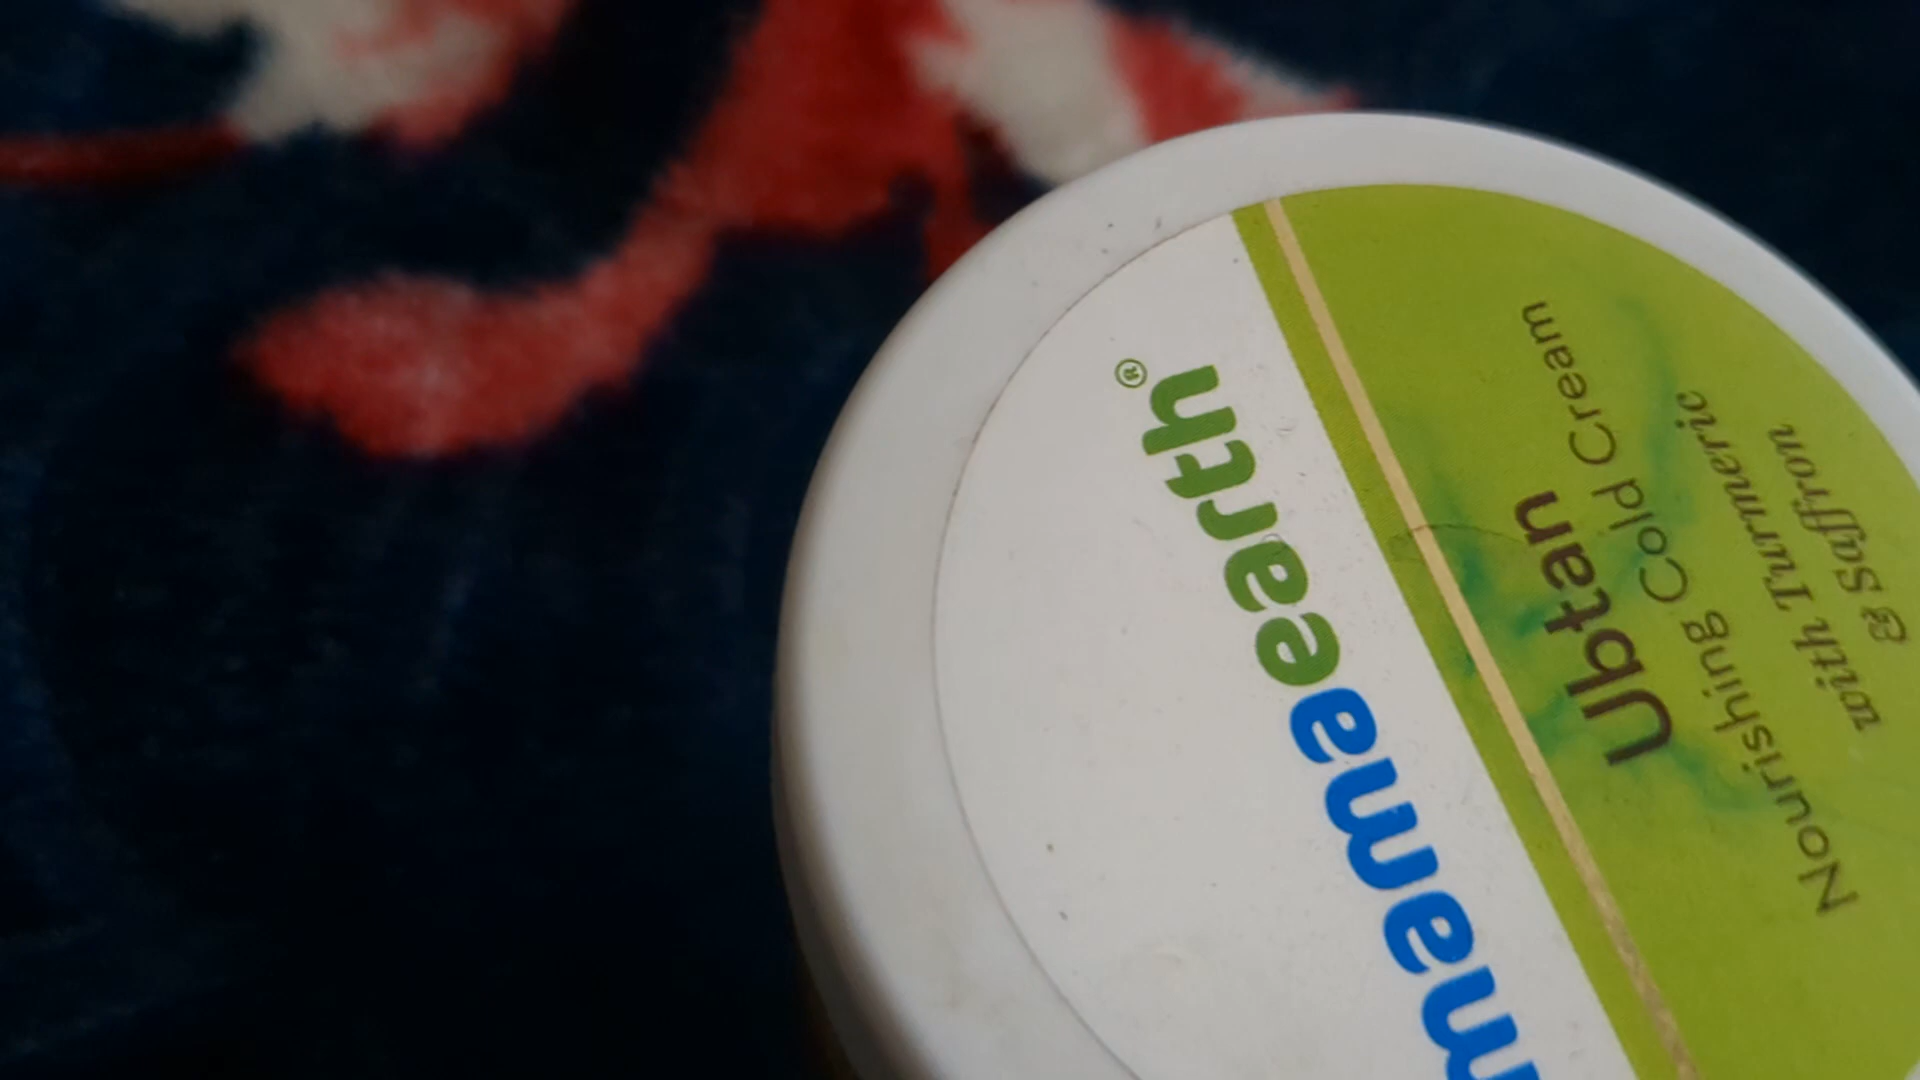 mamaearth®
Ubtan
Nourishing Cold Cream
with Turmeric
& Saffron